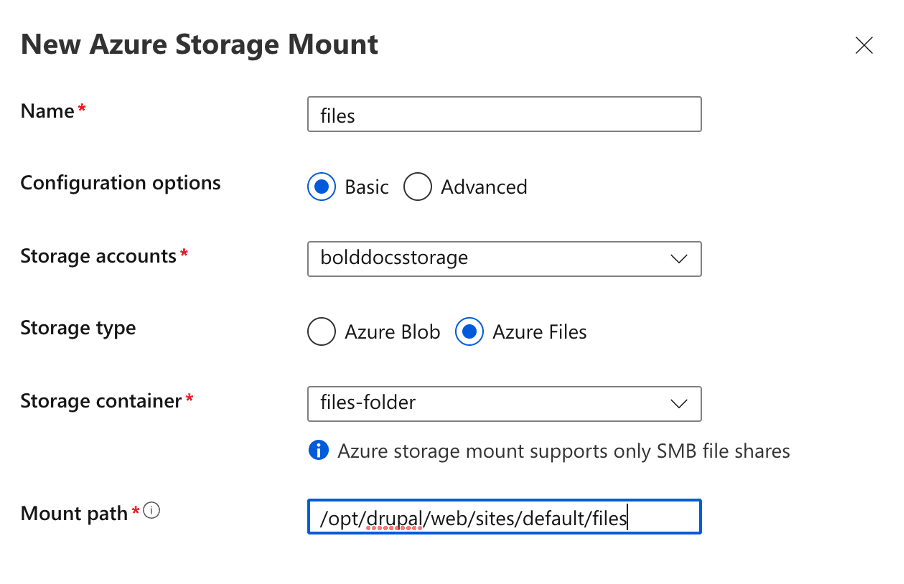 New Azure Storage Mount
Name*
files
Configuration options
Basic
Advanced
Storage accounts*
bolddocsstorage
Storage type
Azure Blob
Azure Files
Storage container*
files-folder
Azure storage mount supports only SMB file shares
Mount path*
/opt/drupal/web/sites/default/files